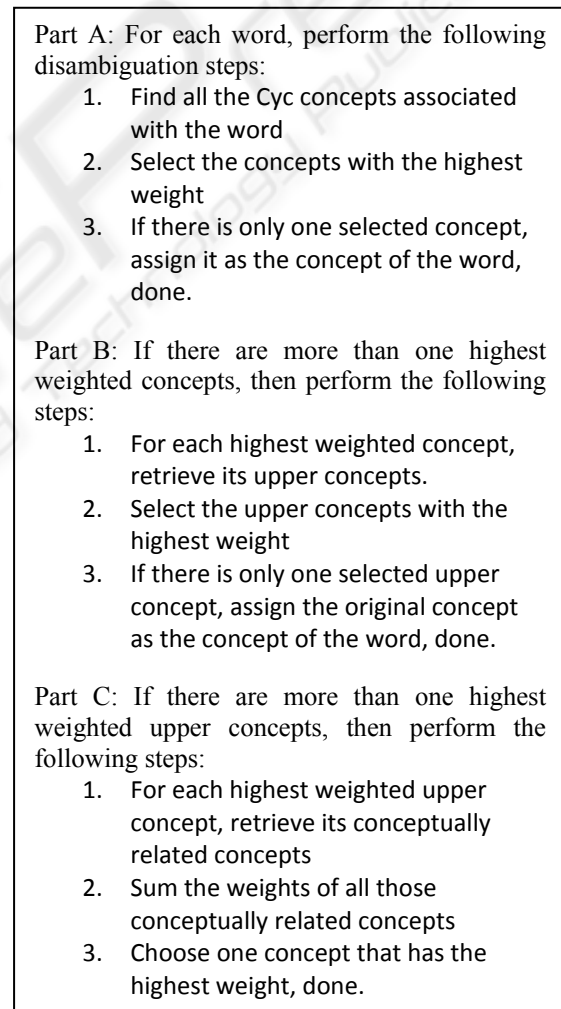 Part A: For each word, perform the following
disambiguation steps:
1. Find all the Cyc concepts associated
with the word
2. Select the concepts with the highest
weight
3. If there is only one selected concept,
assign it as the concept of the word,
done.
Part B: If there are more than one highest
weighted concepts, then perform the following
steps:
1. For each highest weighted concept,
retrieve its upper concepts.
2. Select the upper concepts with the
highest weight
3. If there is only one selected upper
concept, assign the original concept
as the concept of the word, done.
Part C: If there are more than one highest
weighted upper concepts, then perform the
following steps:
1. For each highest weighted upper
concept, retrieve its conceptually
related concepts
2. Sum the weights of all those
conceptually related concepts
3. Choose one concept that has the
highest weight, done.